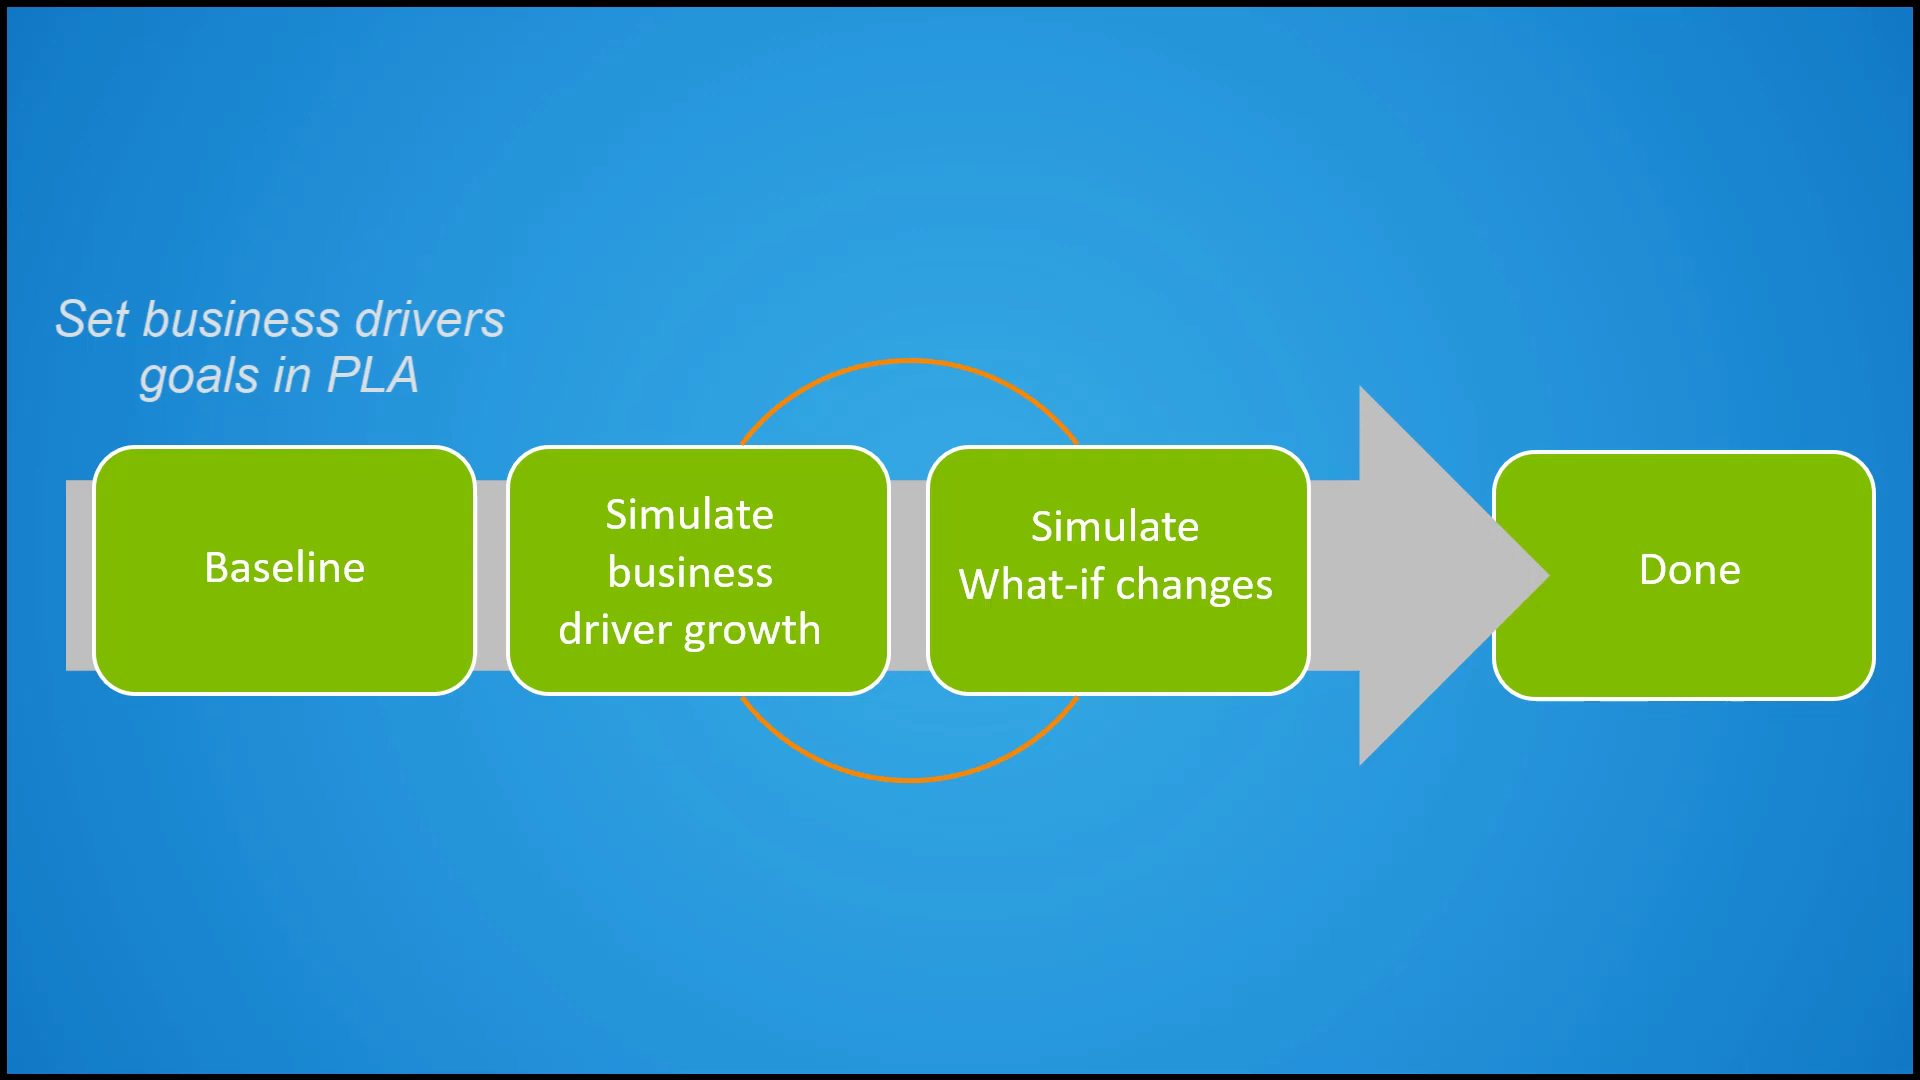 Set business drivers
goals in PLA
Baseline
Simulate
business
driver growth
Simulate
What-if changes
Done